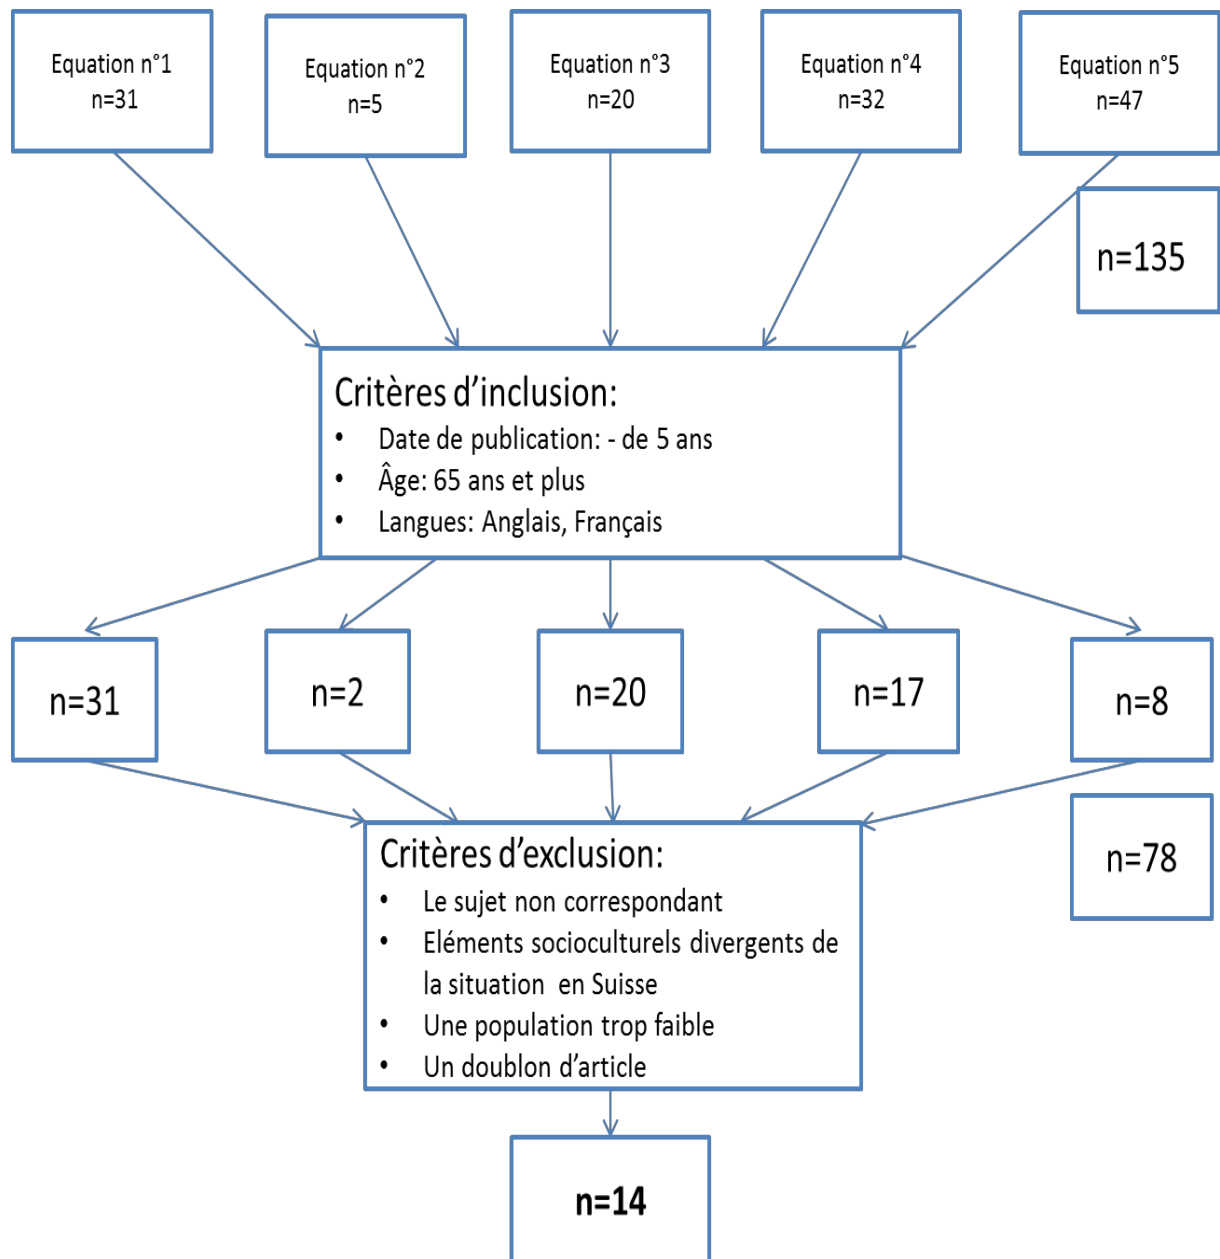 Equation n°1
n=31
Equation n°2
n=5
Equation n°3
n=20
Equation n°4
n=32
Equation n°5
n=47
n=135
Critères d’inclusion:
• Date de publication: - de 5 ans
• Âge: 65 ans et plus
• Langues: Anglais, Français
n=31
n=2
n=20
n=17
n=8
n=78
Critères d’exclusion:
• Le sujet non correspondant
• Eléments socioculturels divergents de
la situation en Suisse
• Une population trop faible
• Un doublon d’article
n=14